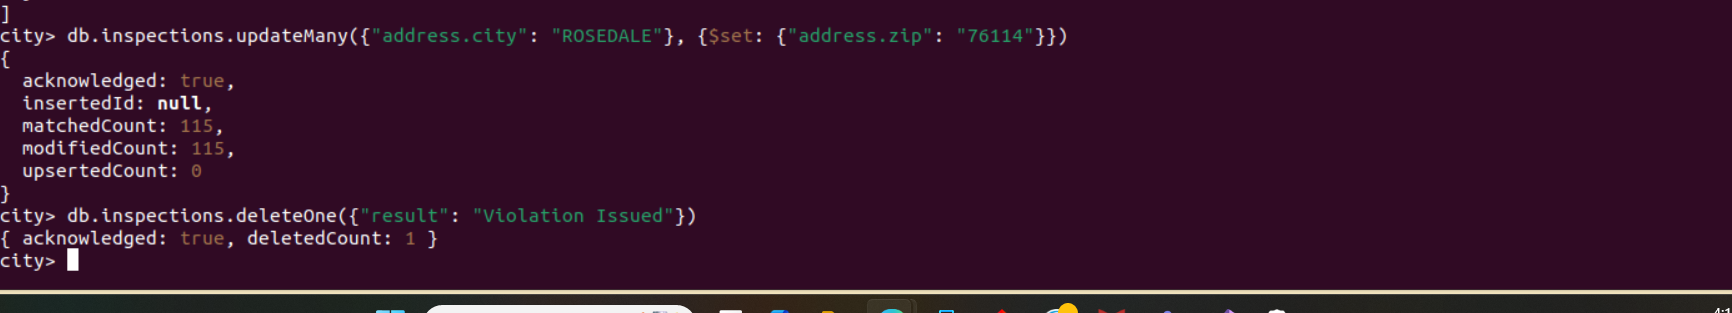 ]
city> db.inspections.updateMany({"address.city": "ROSEDALE"}, {$set: {"address.zip": "76114"}})
{
  acknowledged: true,
  insertedId: null,
  matchedCount: 115,
  modifiedCount: 115,
  upsertedCount: 0
}
city> db.inspections.deleteOne({"result": "Violation Issued"})
{ acknowledged: true, deletedCount: 1 }
city>